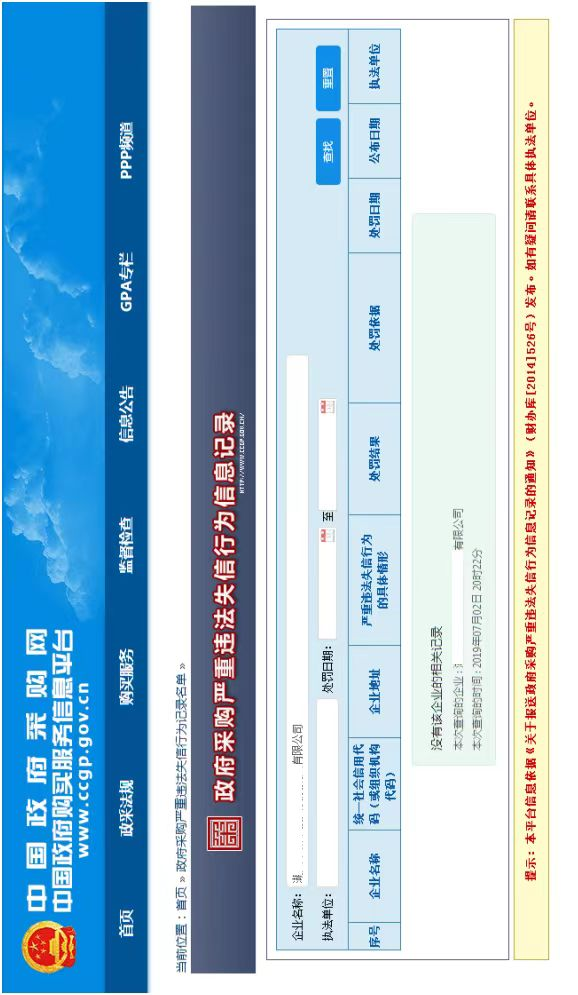 中国政府采购网
中国政府购买服务信息平台
www.ccgp.gov.cn
首页 政采法规 购买服务 监督检查 信息公告 GPA专栏 PPP频道
当前位置：首页 » 政府采购严重违法失信行为记录名单 »
政府采购严重违法失信行为信息记录
HTTP://WWW.CCGP.GOV.CN/
企业名称： 有限公司
执法单位： 处罚日期： 至 查找 重置
序号 企业名称 统一社会信用代码（或组织机构代码） 企业地址 严重违法失信行为的具体情形 处罚结果 处罚依据 处罚日期 公布日期 执法单位
没有该企业的相关记录
本次查询的企业： 有限公司
本次查询的时间：2019年07月02日 20时22分
提示：本平台信息依据《关于报送政府采购严重违法失信行为信息记录的通知》（财办库[2014]526号）发布。如有疑问请联系具体执法单位。